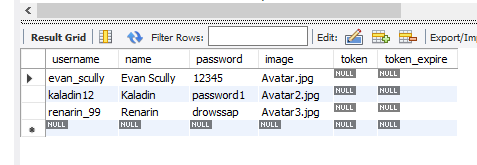 Result Grid Filter Rows: Edit: Export/Imp
username name password image token token_expire
evan_scully Evan Scully 12345 Avatar.jpg NULL NULL
kaladin12 Kaladin password1 Avatar2.jpg NULL NULL
renarin_99 Renarin drowssap Avatar3.jpg NULL NULL
NULL NULL NULL NULL NULL NULL